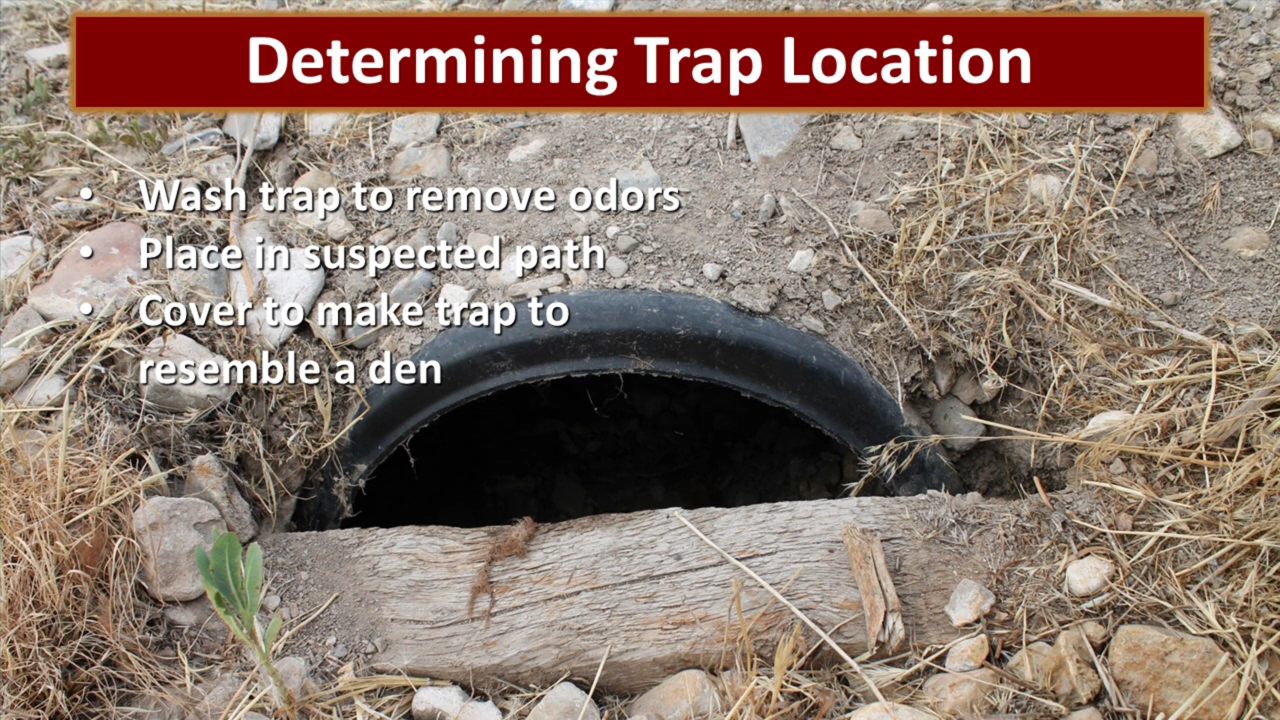 Determining Trap Location
• Wash trap to remove odors
• Place in suspected path
• Cover to make trap to
resemble a den